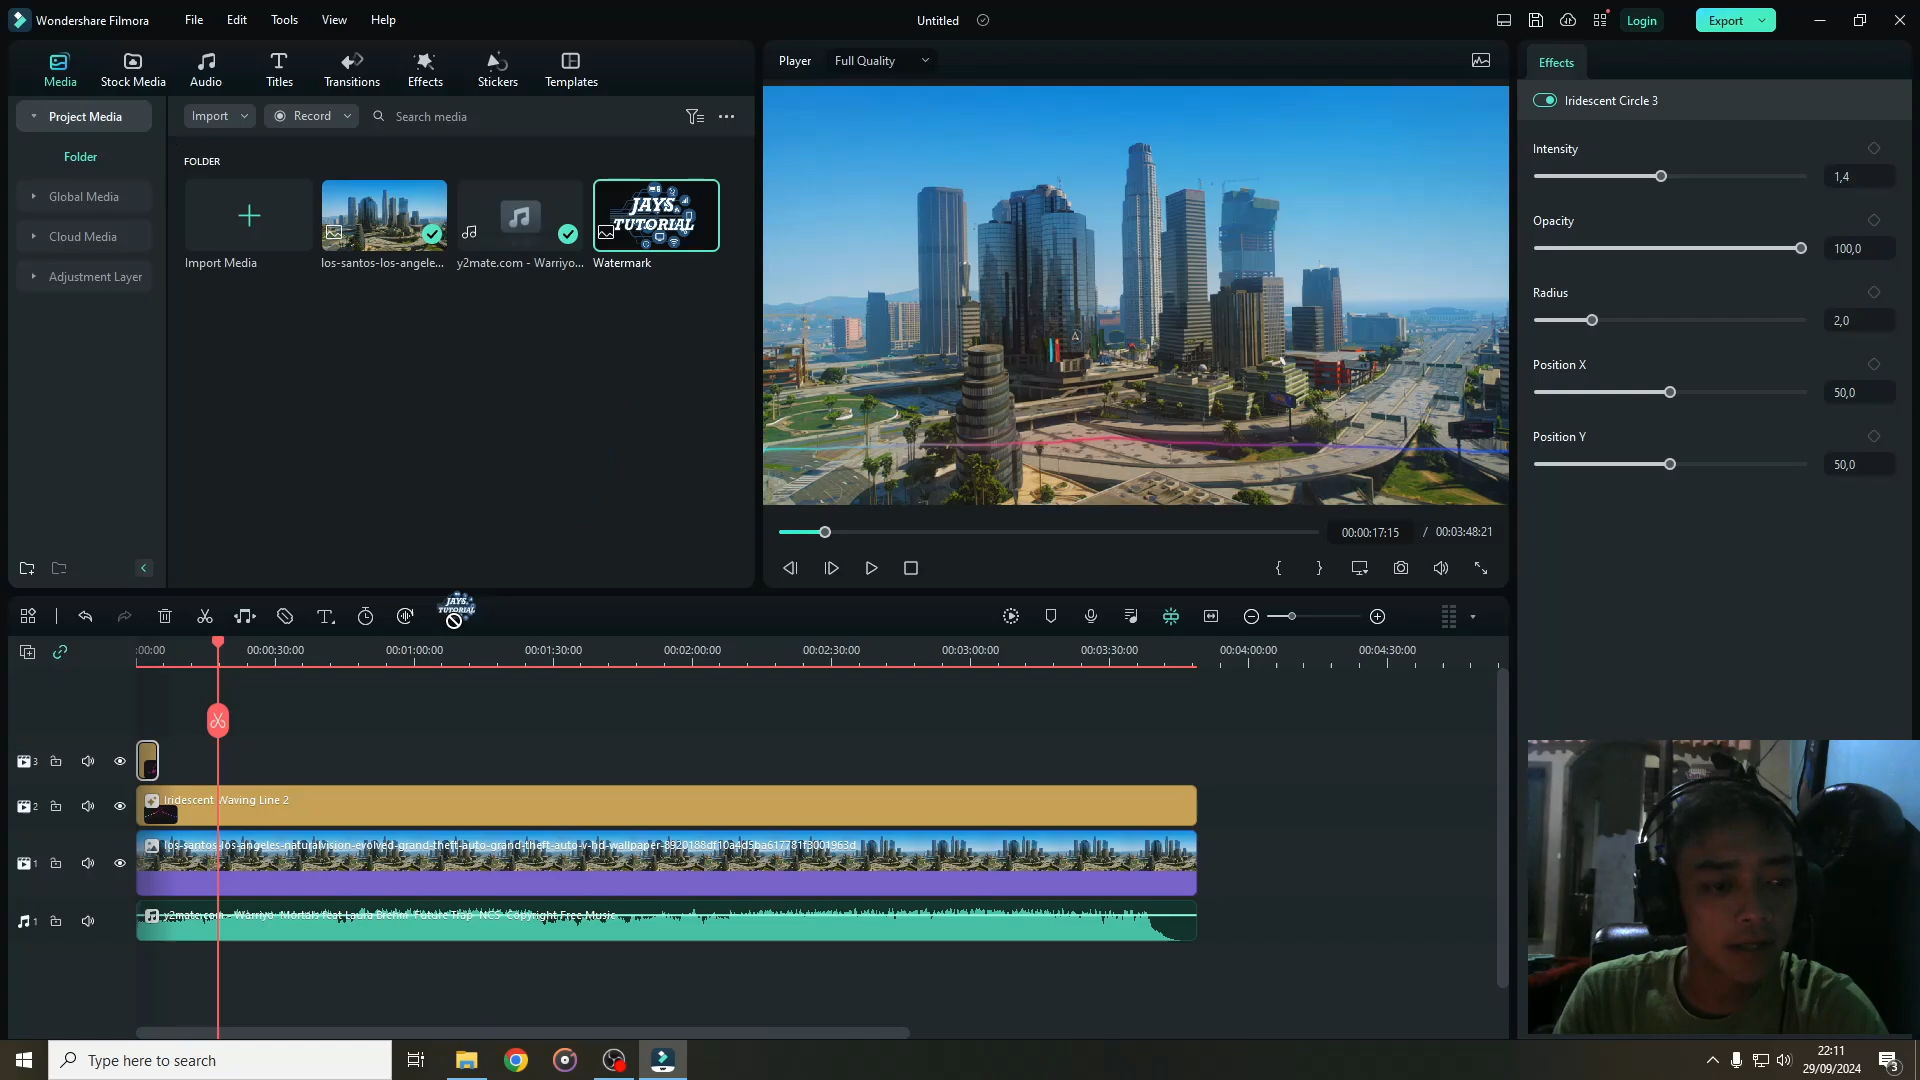 Wondershare Filmora
File
Edit
Tools
View
Help
Untitled
Login
Export
Media
Stock Media
Audio
Titles
Transitions
Effects
Stickers
Templates
Player
Full Quality
Effects
Project Media
Import
Record
Search media
Iridescent Circle 3
Folder
FOLDER
Global Media
Cloud Media
Adjustment Layer
JAYS
TUTORIAL
Import Media
los-santos-los-angele...
y2mate.com - Warriyo...
Watermark
Intensity
1,4
Opacity
100,0
Radius
2,0
Position X
50,0
Position Y
50,0
00:00:17:15 / 00:03:48:21
JAYS
TUTORIAL
:00:00
00:00:30:00
00:01:00:00
00:01:30:00
00:02:00:00
00:02:30:00
00:03:00:00
00:03:30:00
00:04:00:00
00:04:30:00
3
2
Iridescent Waving Line 2
1
los-santos-los-angeles-naturalvision-evolved-grand-theft-auto-grand-theft-auto-v-hd-wallpaper-8920188df10a4d5ba617781f3001963d
1
y2mate.com - Warriyo Mortals feat Laura Brehm Future Trap NCS Copyright Free Music
Type here to search
22:11
29/09/2024
3